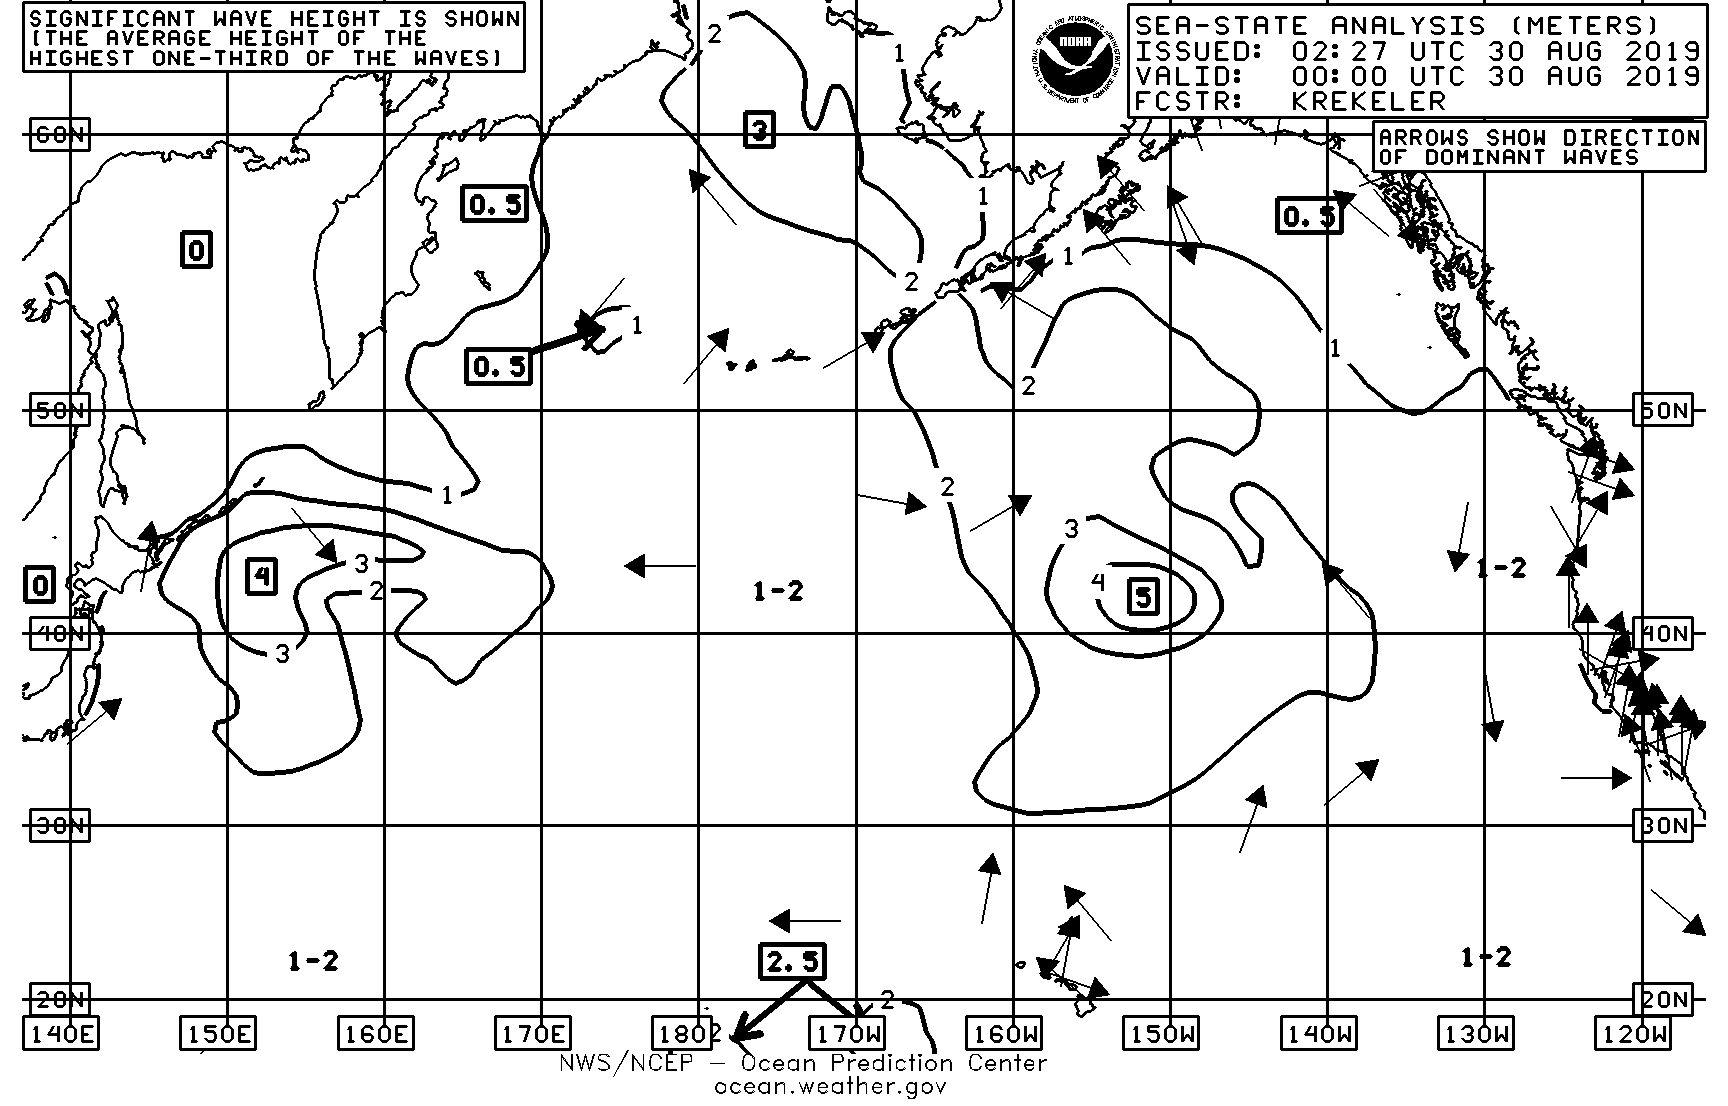 SIGNIFICANT WAVE HEIGHT IS SHOWN
(THE AVERAGE HEIGHT OF THE
HIGHEST ONE-THIRD OF THE WAVES)
NOAA
SEA-STATE ANALYSIS (METERS)
ISSUED: 02:27 UTC 30 AUG 2019
VALID: 00:00 UTC 30 AUG 2019
FCSTR: KREKELER
ARROWS SHOW DIRECTION
OF DOMINANT WAVES
2
1
60N
3
0.5
1
0.5
0
1
2
1
0.5
1
2
50N
50N
1
2
3
3
4
1-2
1-2
0
2
4
5
40N
40N
3
30N
30N
1-2
2.5
1-2
20N
2
20N
140E
150E
160E
170E
180
2
170W
160W
150W
140W
130W
120W
NWS/NCEP – Ocean Prediction Center
ocean.weather.gov